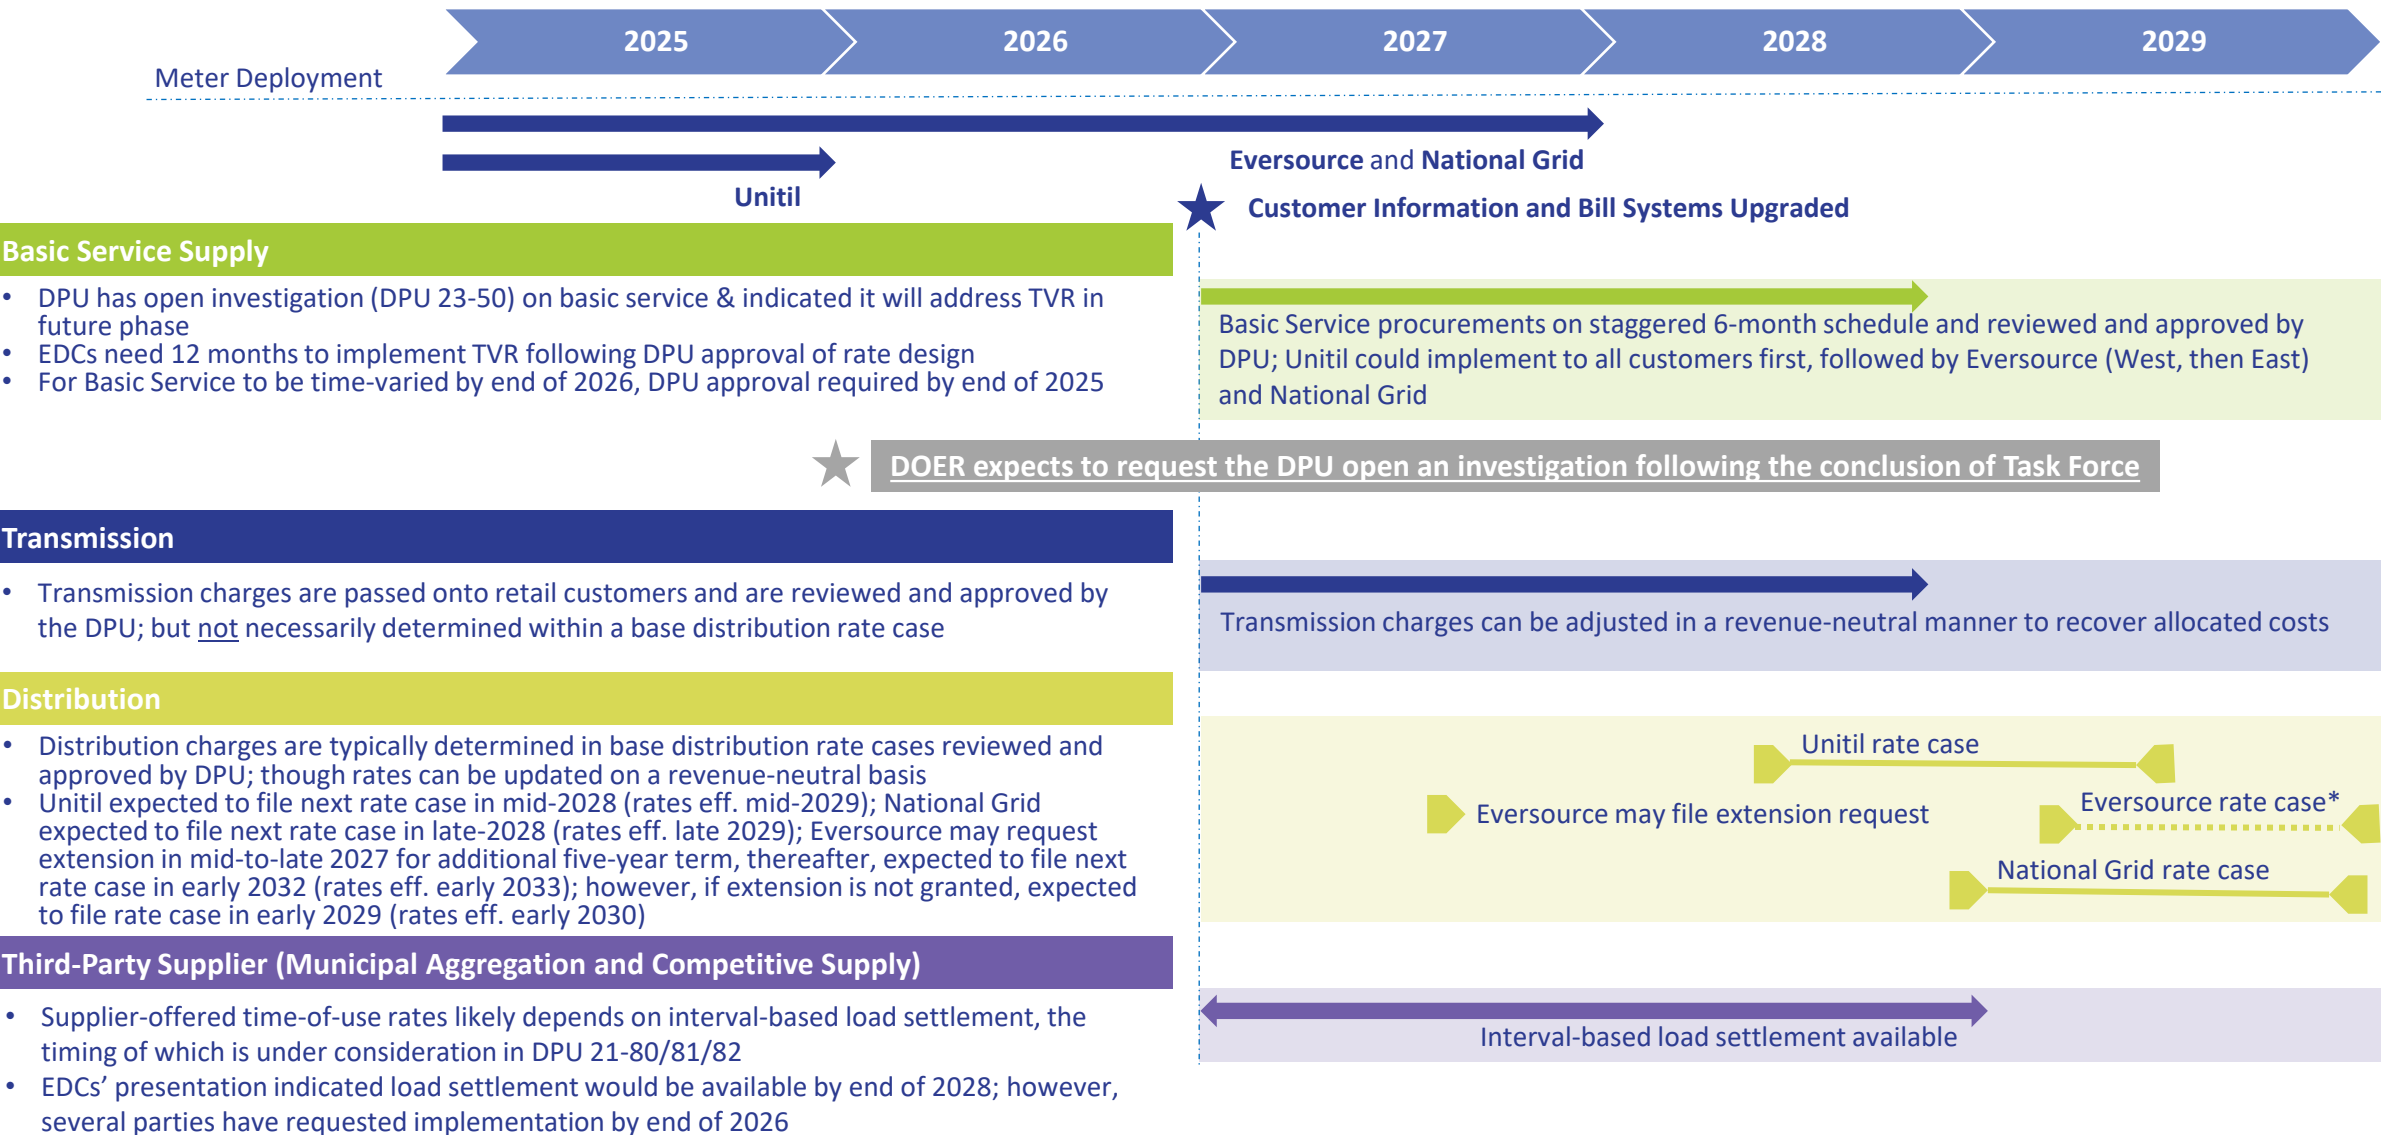 2025
2026
2027
2028
2029
Meter Deployment
Eversource and National Grid
Unitil
Customer Information and Bill Systems Upgraded
Basic Service Supply
• DPU has open investigation (DPU 23-50) on basic service & indicated it will address TVR in
future phase
• EDCs need 12 months to implement TVR following DPU approval of rate design
• For Basic Service to be time-varied by end of 2026, DPU approval required by end of 2025
Basic Service procurements on staggered 6-month schedule and reviewed and approved by
DPU; Unitil could implement to all customers first, followed by Eversource (West, then East)
and National Grid
DOER expects to request the DPU open an investigation following the conclusion of Task Force
Transmission
• Transmission charges are passed onto retail customers and are reviewed and approved by
the DPU; but not necessarily determined within a base distribution rate case
Transmission charges can be adjusted in a revenue-neutral manner to recover allocated costs
Distribution
• Distribution charges are typically determined in base distribution rate cases reviewed and
approved by DPU; though rates can be updated on a revenue-neutral basis
• Unitil expected to file next rate case in mid-2028 (rates eff. mid-2029); National Grid
expected to file next rate case in late-2028 (rates eff. late 2029); Eversource may request
extension in mid-to-late 2027 for additional five-year term, thereafter, expected to file next
rate case in early 2032 (rates eff. early 2033); however, if extension is not granted, expected
to file rate case in early 2029 (rates eff. early 2030)
Unitil rate case
Eversource may file extension request
Eversource rate case*
National Grid rate case
Third-Party Supplier (Municipal Aggregation and Competitive Supply)
• Supplier-offered time-of-use rates likely depends on interval-based load settlement, the
timing of which is under consideration in DPU 21-80/81/82
• EDCs’ presentation indicated load settlement would be available by end of 2028; however,
several parties have requested implementation by end of 2026
Interval-based load settlement available